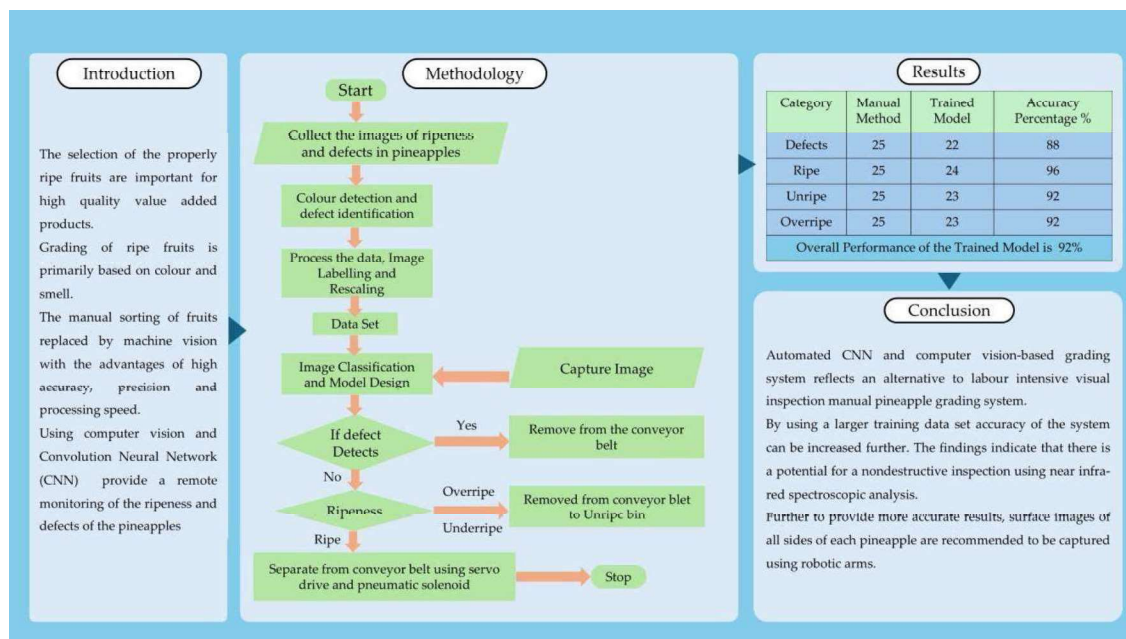 Introduction
The selection of the properly
ripe fruits are important for
high quality value added
products.
Grading of ripe fruits is
primarily based on colour and
smell.
The manual sorting of fruits
replaced by machine vision
with the advantages of high
accuracy, precision and
processing speed.
Using computer vision and
Convolution Neural Network
(CNN) provide a remote
monitoring of the ripeness and
defects of the pineapples
Methodology
Start
Collect the images of ripeness
and defects in pineapples
Colour detection and
defect identification
Process the data, Image
Labelling and
Rescaling
Data Set
Image Classification
and Model Design
Capture Image
If defect
Detects
Yes
Remove from the conveyor
belt
No
Ripeness
Overripe
Underripe
Removed from conveyor blet
to Unripe bin
Ripe
Separate from conveyor belt using servo
drive and pneumatic solenoid
Stop
Results
Category Manual Method Trained Model Accuracy Percentage %
Defects 25 22 88
Ripe 25 24 96
Unripe 25 23 92
Overripe 25 23 92
Overall Performance of the Trained Model is 92%
Conclusion
Automated CNN and computer vision-based grading
system reflects an alternative to labour intensive visual
inspection manual pineapple grading system.
By using a larger training data set accuracy of the system
can be increased further. The findings indicate that there is
a potential for a nondestructive inspection using near infra-
red spectroscopic analysis.
Further to provide more accurate results, surface images of
all sides of each pineapple are recommended to be captured
using robotic arms.